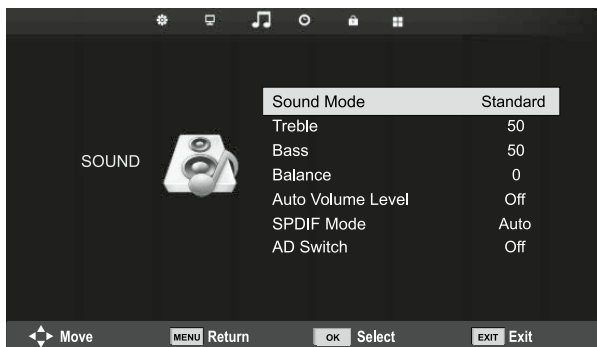 Sound Mode Standard
Treble 50
Bass 50
SOUND
Balance 0
Auto Volume Level Off
SPDIF Mode Auto
AD Switch Off
Move MENU Return OK Select EXIT Exit